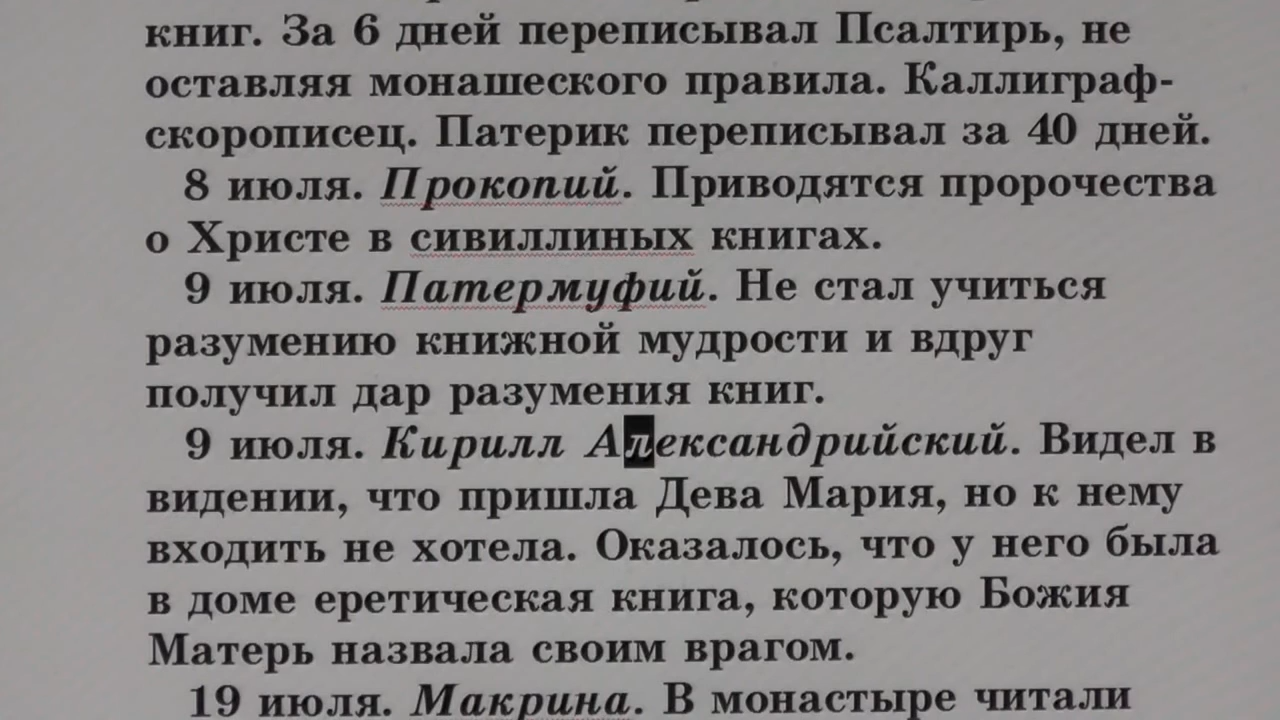 книг. За 6 дней переписывал Псалтирь, не
оставляя монашеского правила. Каллиграф-
скорописец. Патерик переписывал за 40 дней.
8 июля. Прокопий. Приводятся пророчества
о Христе в сивиллиных книгах.
9 июля. Патермуфий. Не стал учиться
разумению книжной мудрости и вдруг
получил дар разумения книг.
9 июля. Кирилл Александрийский. Видел в
видении, что пришла Дева Мария, но к нему
входить не хотела. Оказалось, что у него была
в доме еретическая книга, которую Божия
Матерь назвала своим врагом.
19 июля. Макрина. В монастыре читали